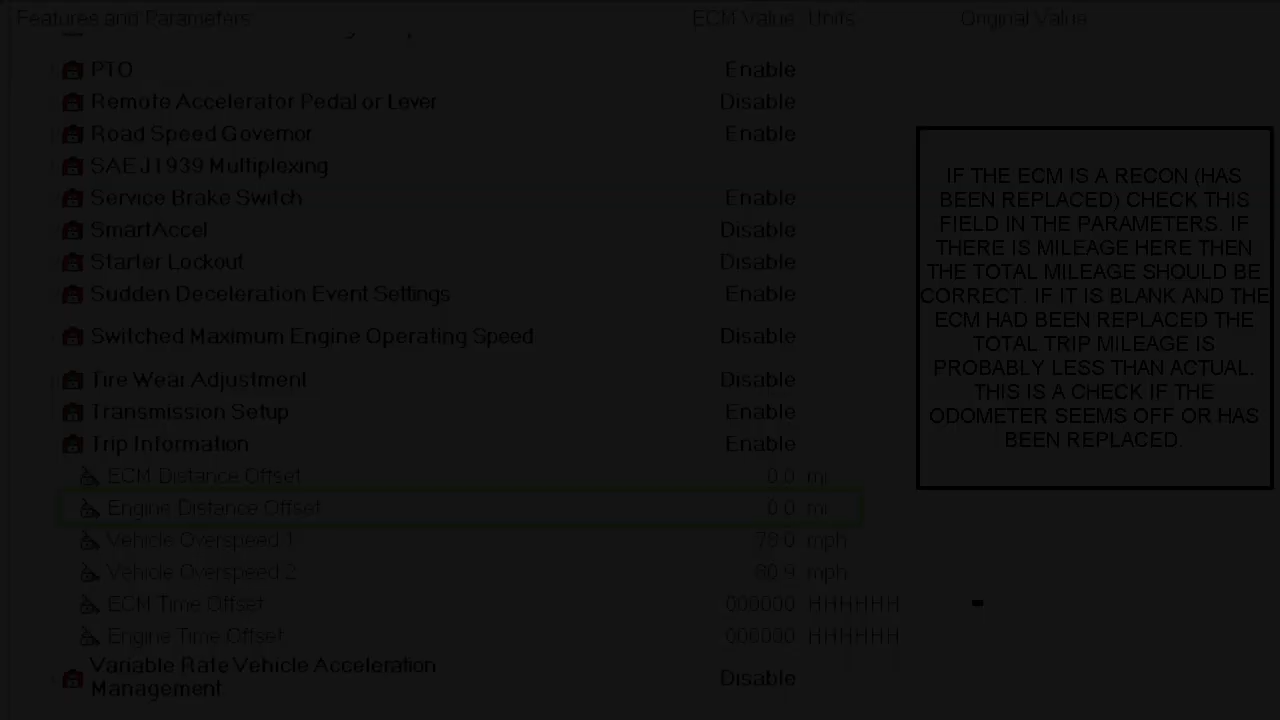 Features and Parameters ECM Value Units Original Value
PTO Enable
Remote Accelerator Pedal or Lever Disable
Road Speed Governor Enable
SAE J1939 Multiplexing
Service Brake Switch Enable
SmartAccel Disable
Starter Lockout Disable
Sudden Deceleration Event Settings Enable
Switched Maximum Engine Operating Speed Disable
Tire Wear Adjustment Disable
Transmission Setup Enable
Trip Information Enable
ECM Distance Offset 0.0 mi
Engine Distance Offset 0.0 mi
Vehicle Overspeed 1 mph
Vehicle Overspeed 2 80.9 mph
ECM Time Offset 000000 HHHHHH
Engine Time Offset 000000 HHHHHH
Variable Rate Vehicle Acceleration
Management Disable
IF THE ECM IS A RECON (HAS
BEEN REPLACED) CHECK THIS
FIELD IN THE PARAMETERS. IF
THERE IS MILEAGE HERE THEN
THE TOTAL MILEAGE SHOULD BE
CORRECT. IF IT IS BLANK AND THE
ECM HAD BEEN REPLACED THE
TOTAL TRIP MILEAGE IS
PROBABLY LESS THAN ACTUAL.
THIS IS A CHECK IF THE
ODOMETER SEEMS OFF OR HAS
BEEN REPLACED.